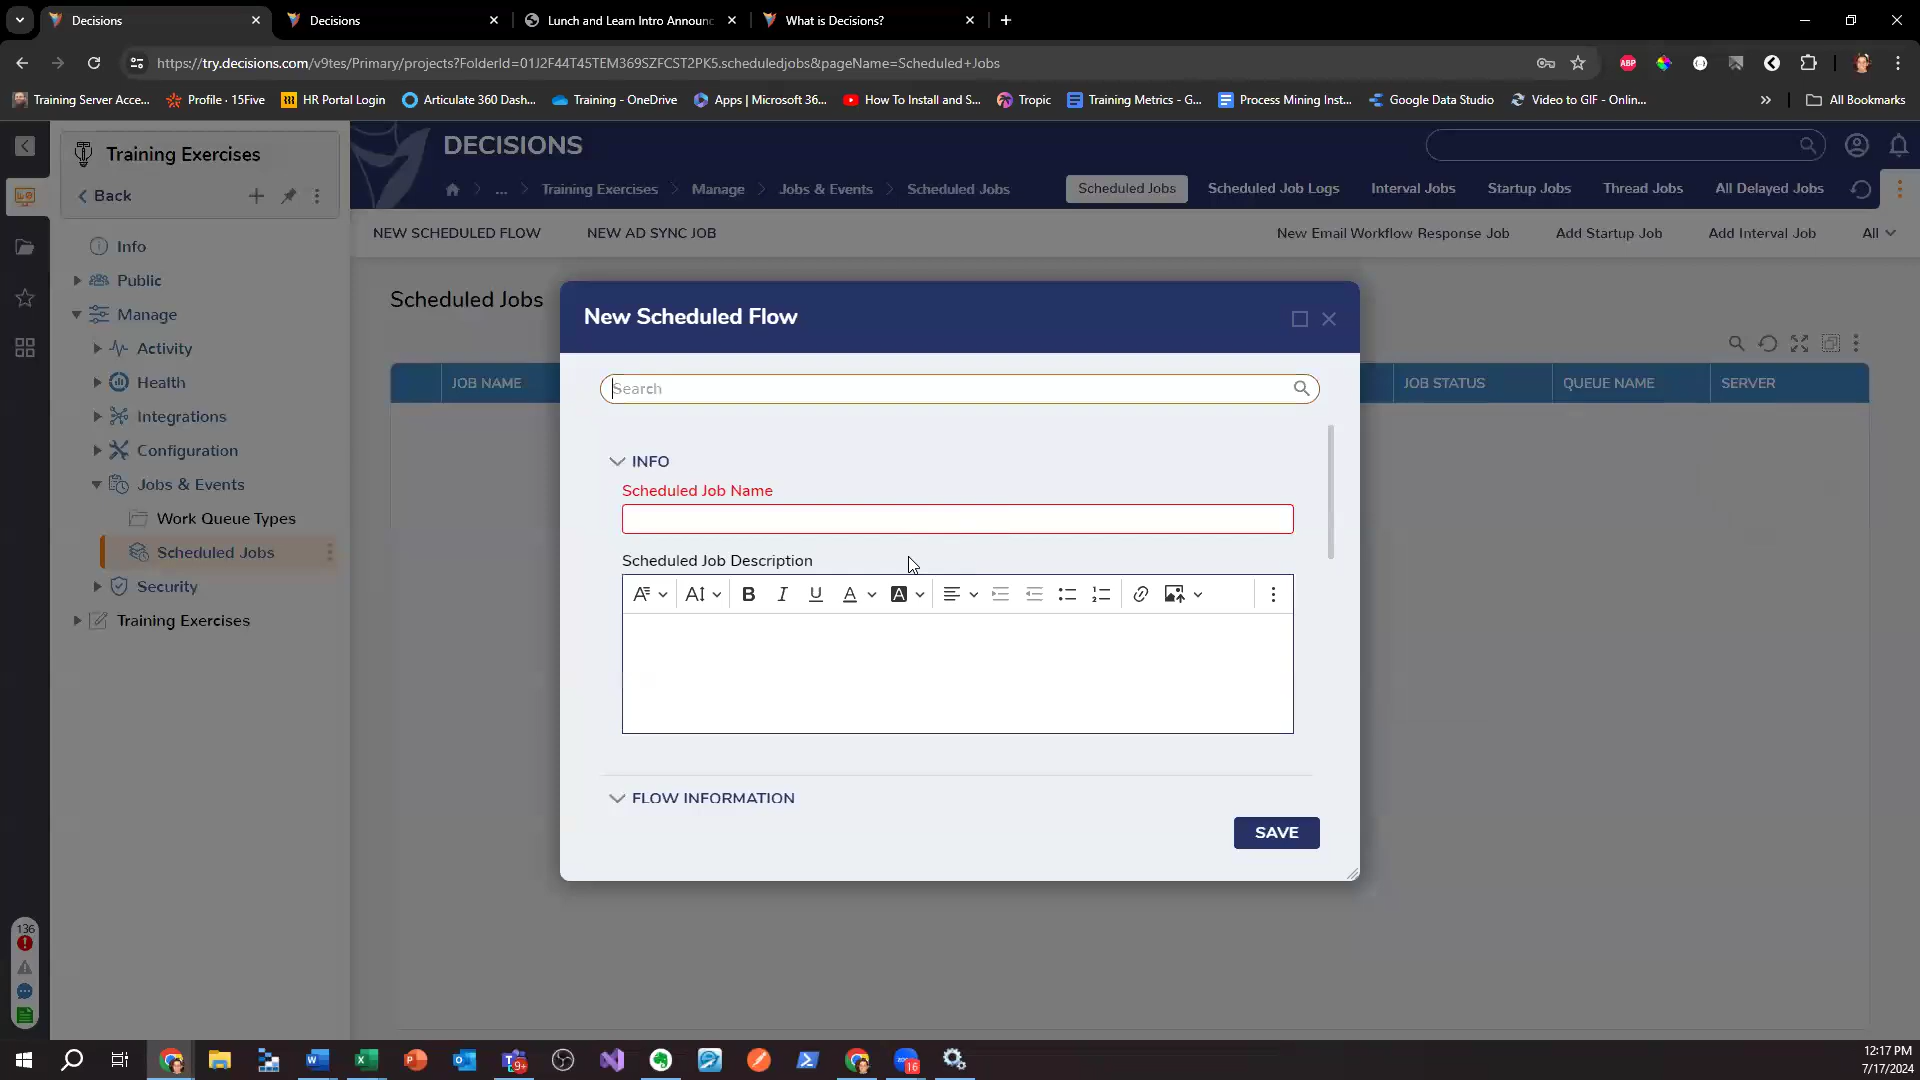 Decisions
Decisions
Lunch and Learn Intro Announc
What is Decisions?
https://try.decisions.com/v9tes/Primary/projects?FolderId=01J2F44T45TEM369SZFCST2PK5.scheduledjobs&pageName=Scheduled+Jobs
ABP
Training Server Acce...
Profile · 15Five
HR Portal Login
Articulate 360 Dash...
Training - OneDrive
Apps | Microsoft 36...
How To Install and S...
Tropic
Training Metrics - G...
Process Mining Inst...
Google Data Studio
Video to GIF - Onlin...
All Bookmarks
Training Exercises
Back
Info
Public
Manage
Activity
Health
Integrations
Configuration
Jobs & Events
Work Queue Types
Scheduled Jobs
Security
Training Exercises
136
DECISIONS
...
Training Exercises
Manage
Jobs & Events
Scheduled Jobs
Scheduled Jobs
Scheduled Job Logs
Interval Jobs
Startup Jobs
Thread Jobs
All Delayed Jobs
NEW SCHEDULED FLOW
NEW AD SYNC JOB
New Email Workflow Response Job
Add Startup Job
Add Interval Job
All
Scheduled Jobs
JOB NAME
JOB STATUS
QUEUE NAME
SERVER
New Scheduled Flow
Search
INFO
Scheduled Job Name
Scheduled Job Description
FLOW INFORMATION
SAVE
9+
16
12:17 PM
7/17/2024